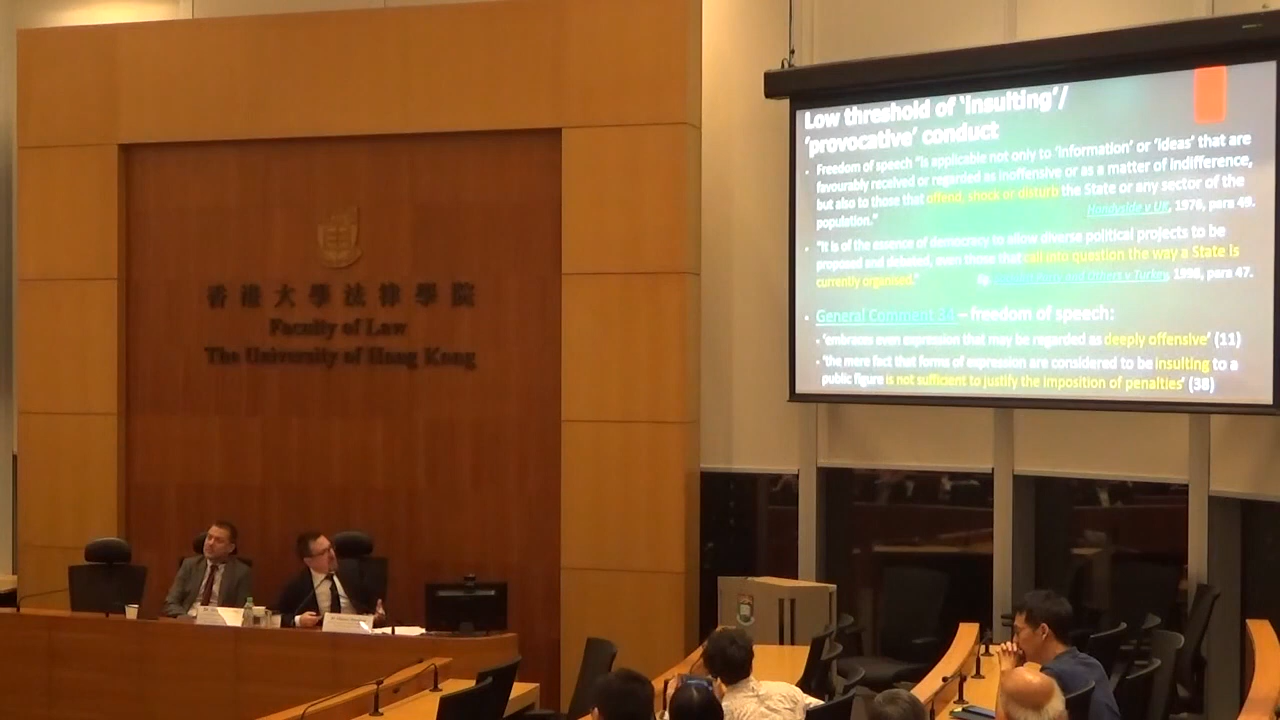 香港大學法律學院
Faculty of Law
The University of Hong Kong
Low threshold of 'insulting'/
'provocative' conduct
Freedom of speech "is applicable not only to 'information' or 'ideas' that are
favourably received or regarded as inoffensive or as a matter of indifference,
but also to those that offend, shock or disturb the State or any sector of the
population."
Handyside v UK, 1976, para 49.
"It is of the essence of democracy to allow diverse political projects to be
proposed and debated, even those that call into question the way a State is
currently organised."
Party and Others v Turkey, 1998, para 47.
General Comment 34 – freedom of speech:
- 'embraces even expression that may be regarded as deeply offensive' (11)
- 'the mere fact that forms of expression are considered to be insulting to a
public figure is not sufficient to justify the imposition of penalties' (38)